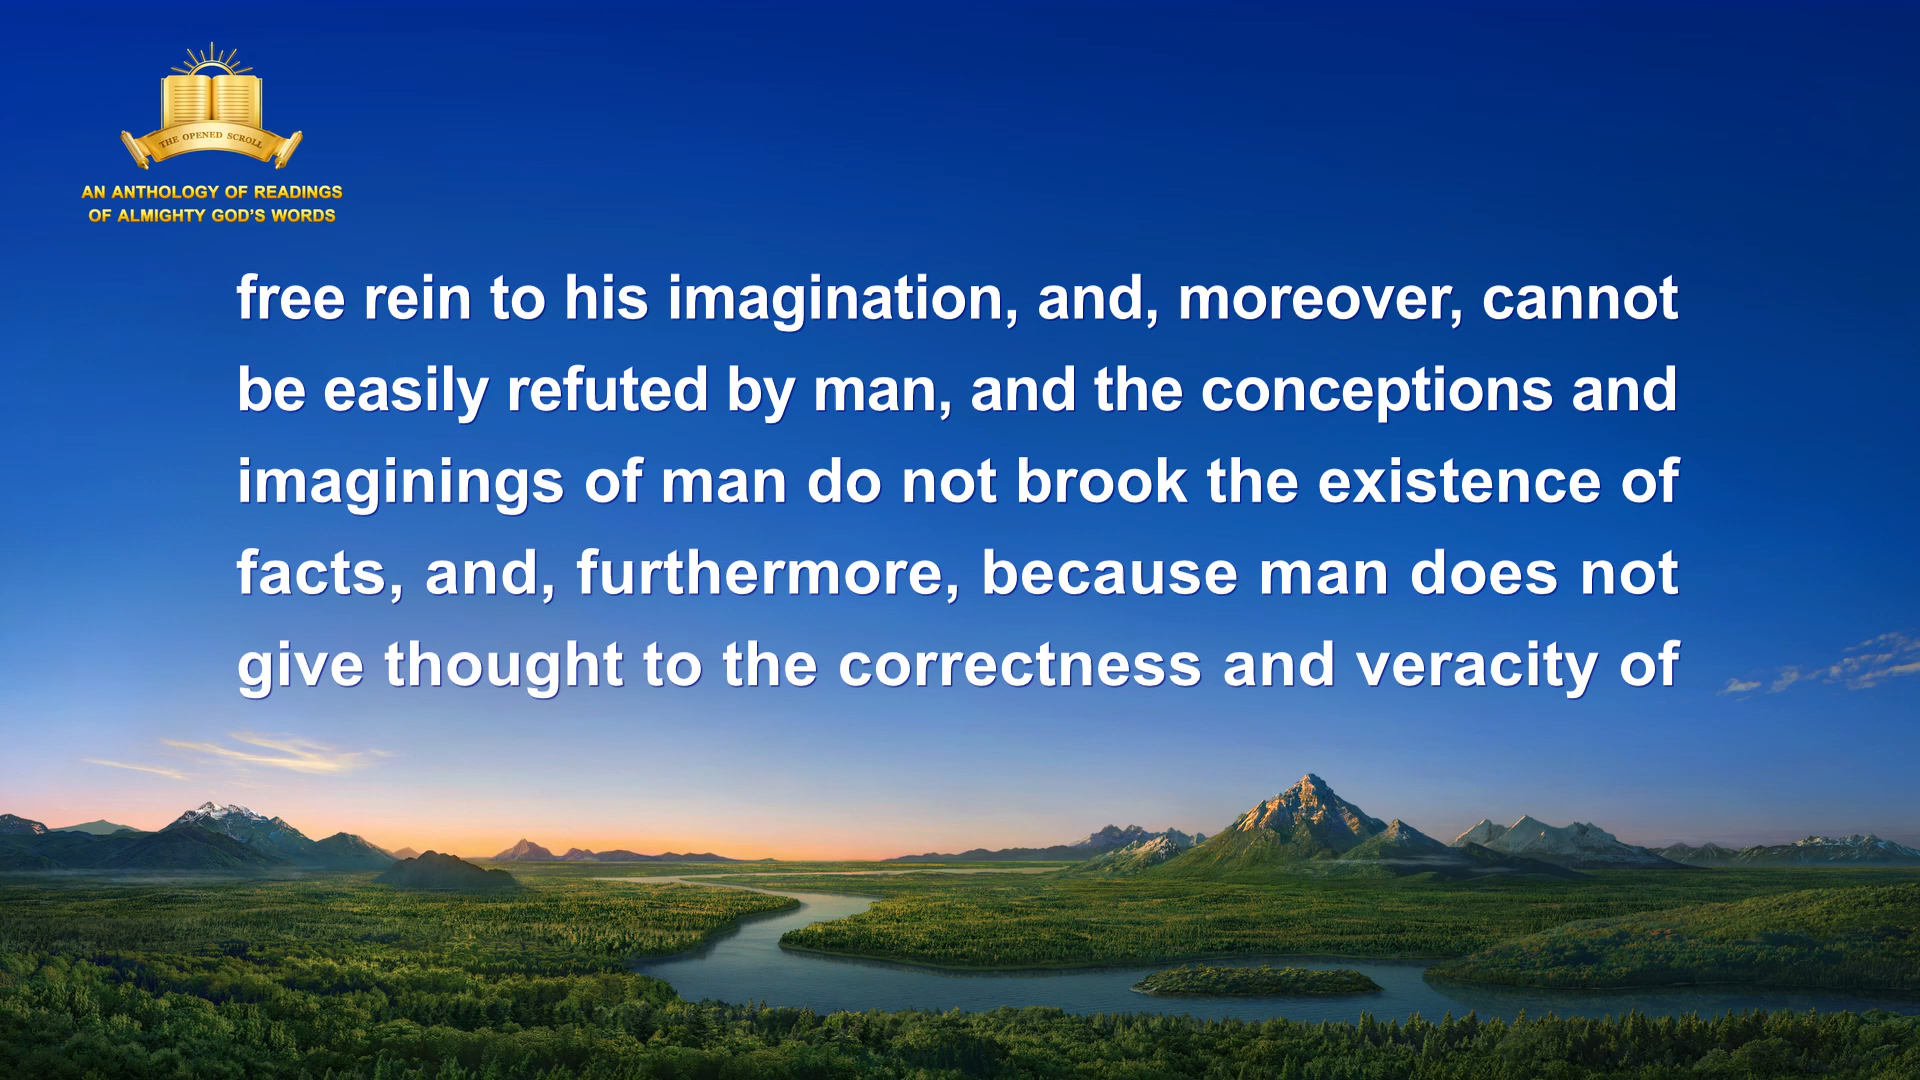 THE OPENED SCROLL
AN ANTHOLOGY OF READINGS
OF ALMIGHTY GOD'S WORDS
free rein to his imagination, and, moreover, cannot
be easily refuted by man, and the conceptions and
imaginings of man do not brook the existence of
facts, and, furthermore, because man does not
give thought to the correctness and veracity of